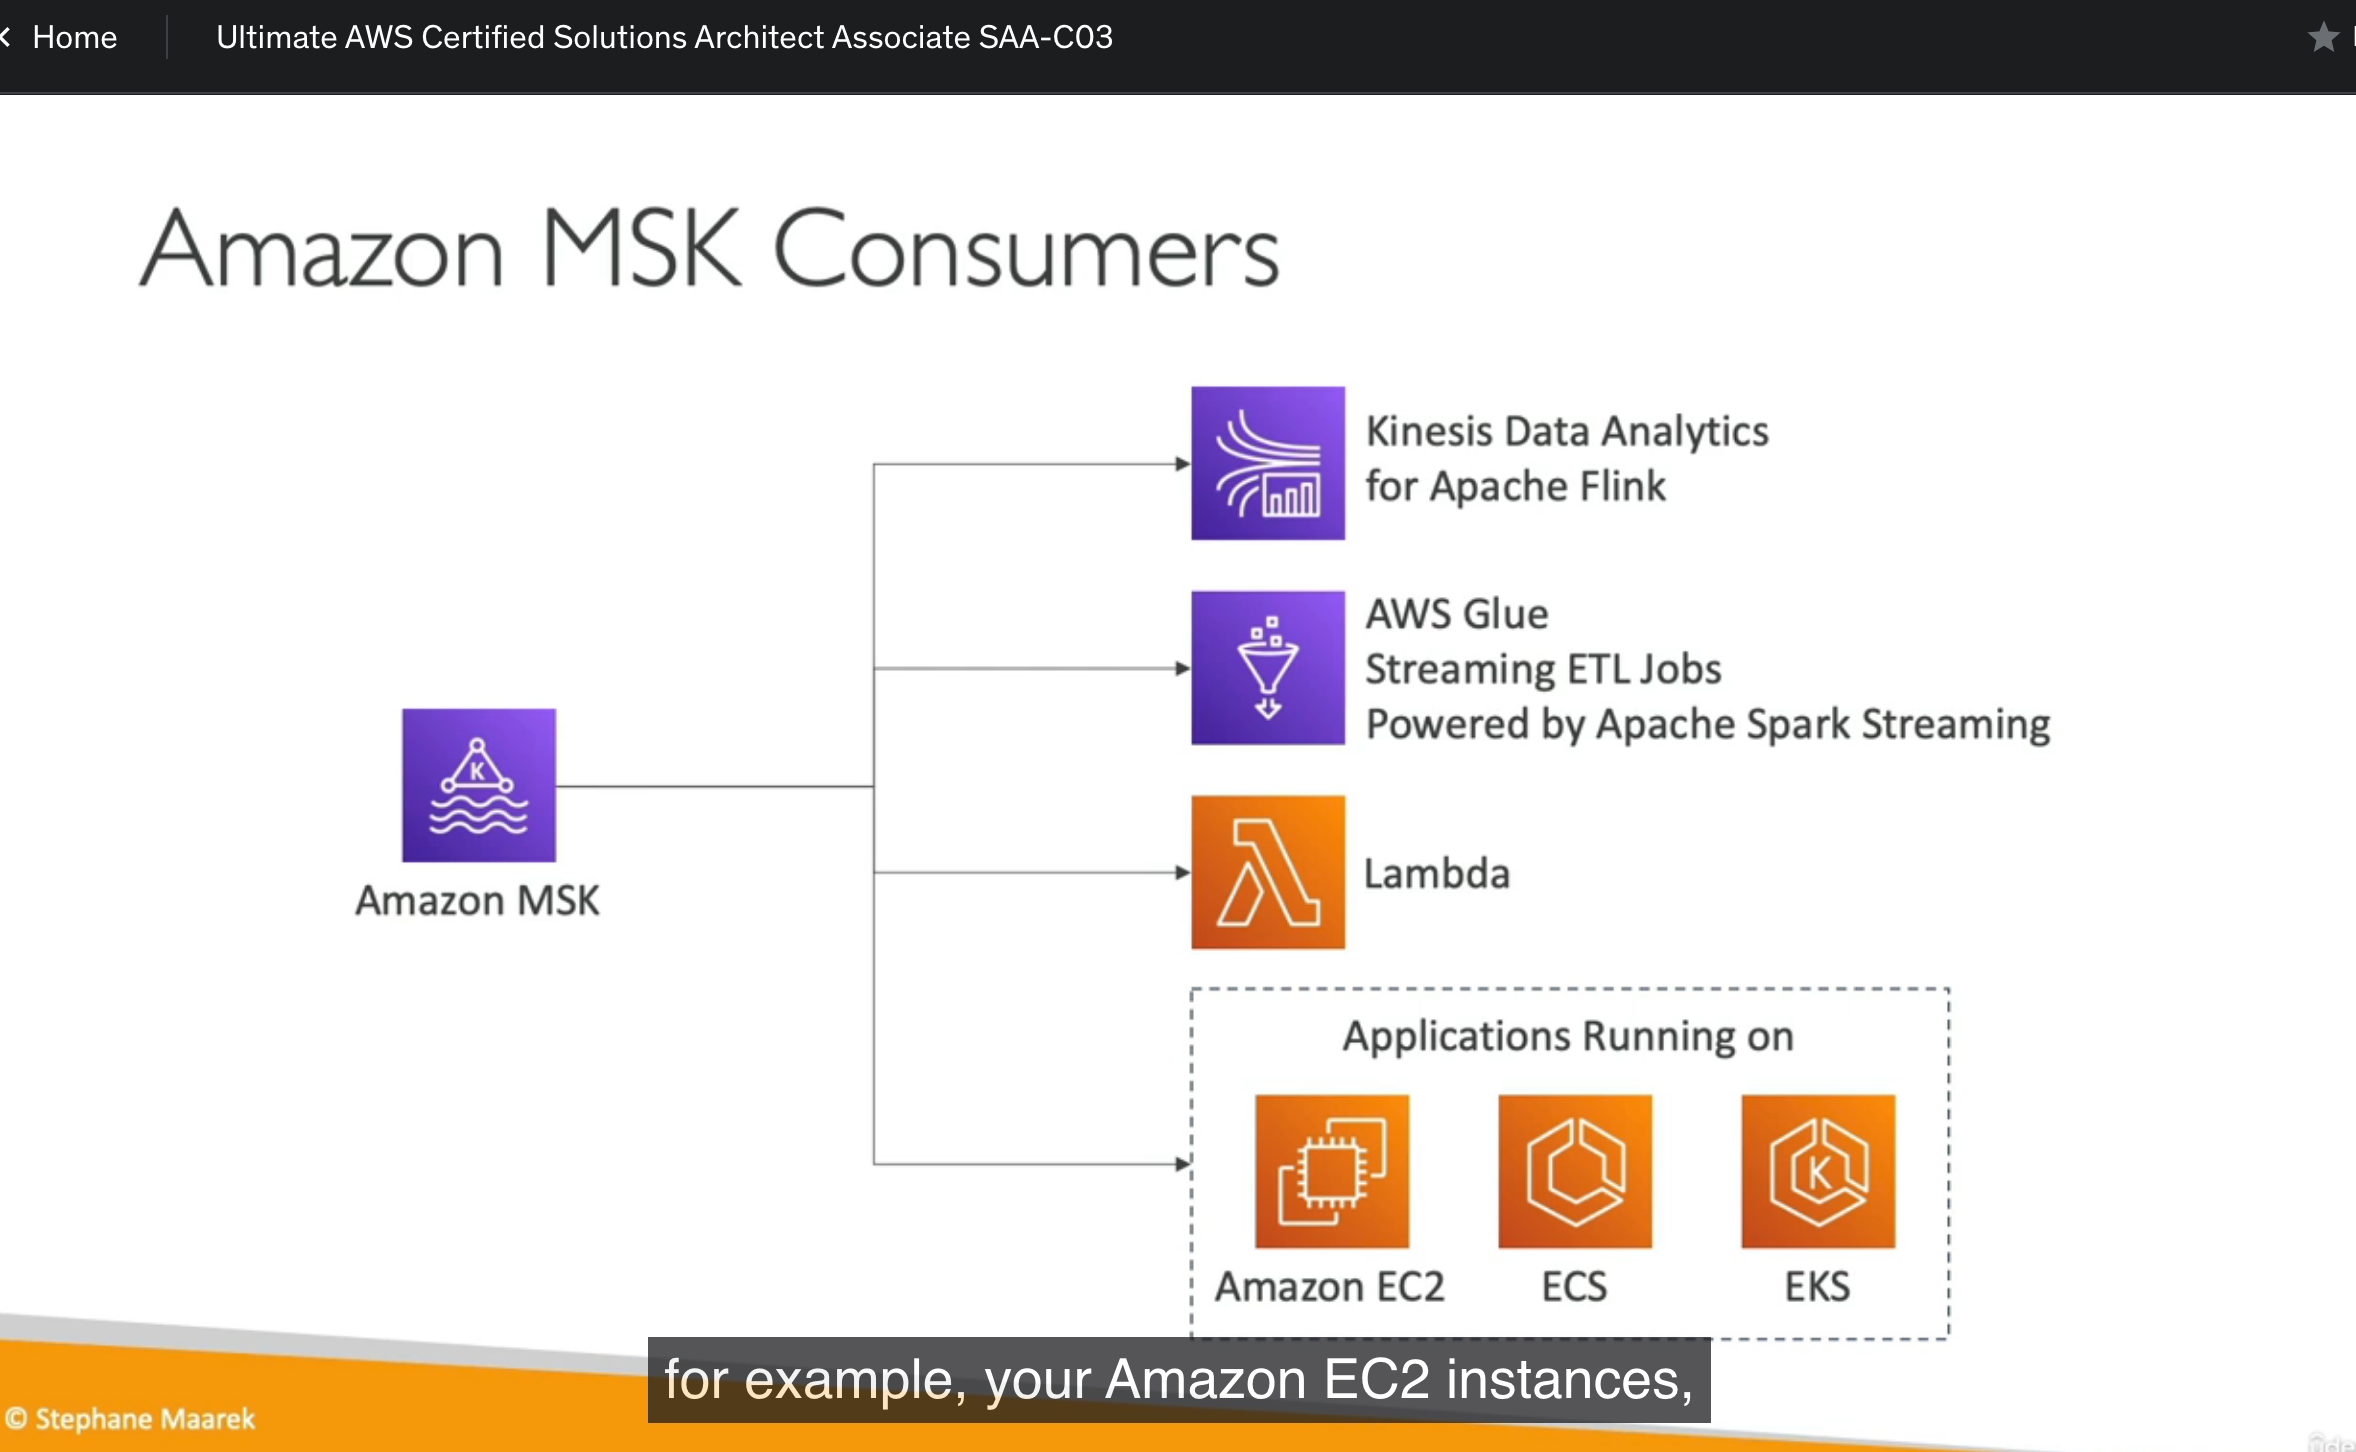 Home
Ultimate AWS Certified Solutions Architect Associate SAA-C03
Amazon MSK Consumers
Kinesis Data Analytics
for Apache Flink
AWS Glue
Streaming ETL Jobs
Powered by Apache Spark Streaming
K
Amazon MSK
Lambda
Applications Running on
K
Amazon EC2
ECS
EKS
for example, your Amazon EC2 instances,
© Stephane Maarek